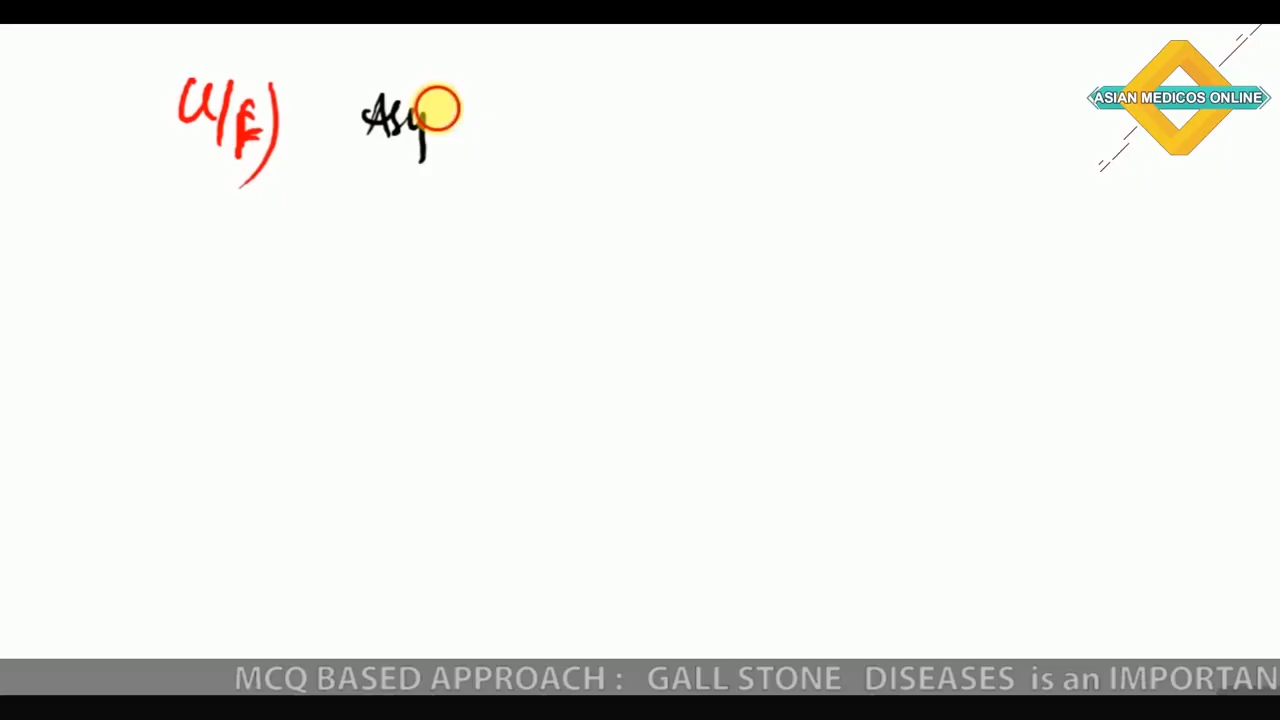 C/F) Asy
ASIAN MEDICOS ONLINE
MCQ BASED APPROACH : GALL STONE DISEASES is an IMPORTAN